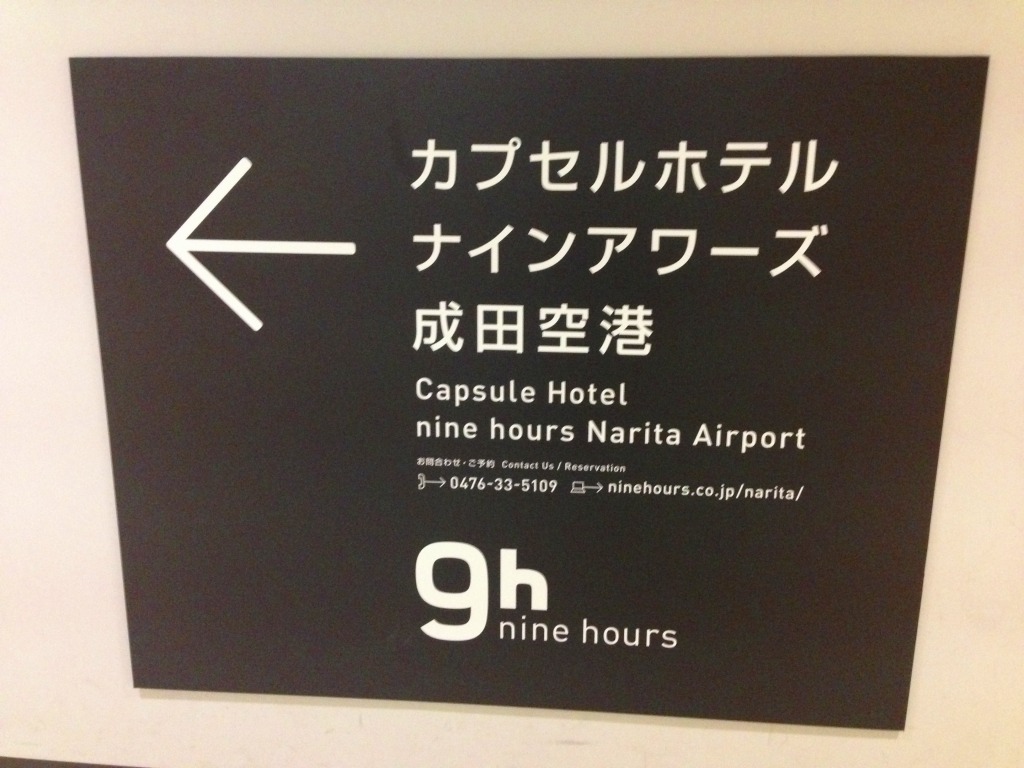 カプセルホテル
ナインアワーズ
成田空港
Capsule Hotel
nine hours Narita Airport
お問合わせ・ご予約 Contact Us / Reservation
0476-33-5109 ninehours.co.jp/narita/
9h
nine hours